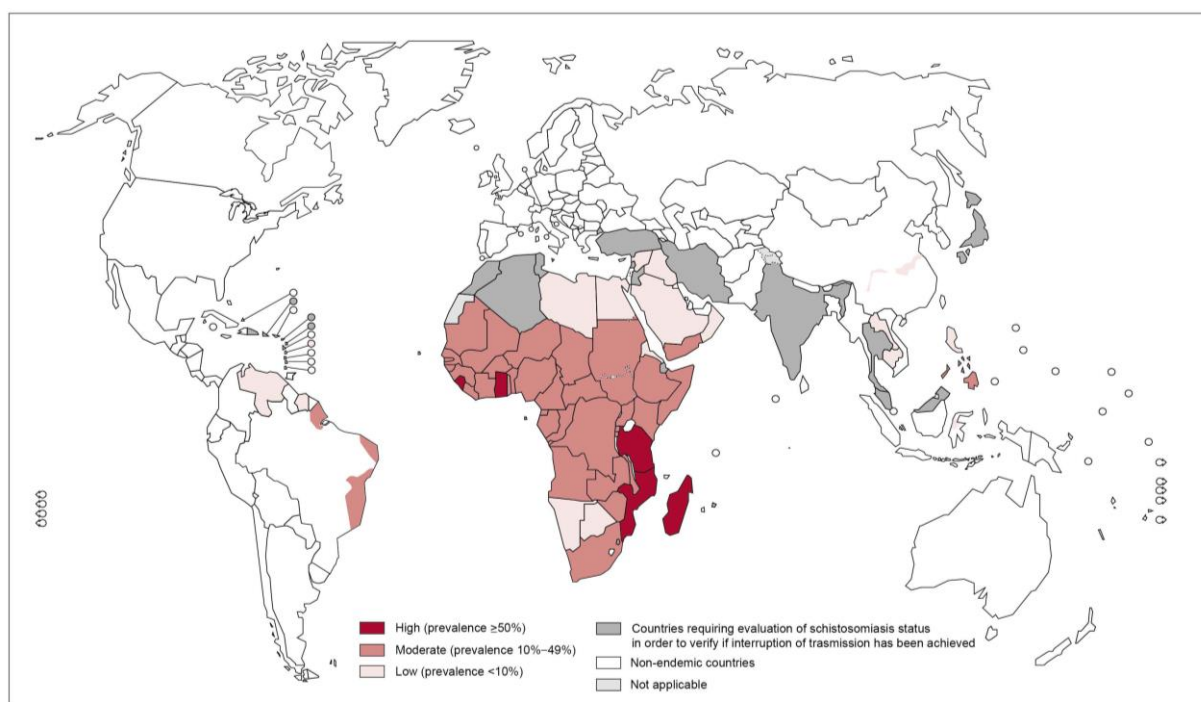 High (prevalence ≥50%)
Moderate (prevalence 10%–49%)
Low (prevalence <10%)
Countries requiring evaluation of schistosomiasis status
in order to verify if interruption of trasmission has been achieved
Non-endemic countries
Not applicable